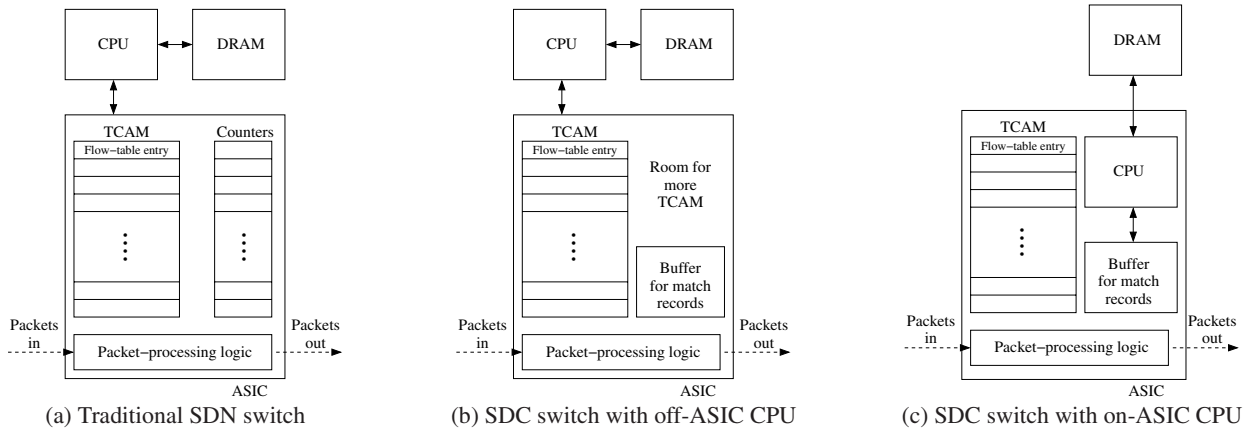 CPU
DRAM
TCAM
Counters
Flow−table entry
Packets
in
Packet−processing logic
Packets
out
ASIC
(a) Traditional SDN switch
CPU
DRAM
TCAM
Flow−table entry
Room for
more
TCAM
Buffer
for match
records
Packets
in
Packet−processing logic
Packets
out
ASIC
(b) SDC switch with off-ASIC CPU
DRAM
TCAM
Flow−table entry
CPU
Buffer
for match
records
Packets
in
Packet−processing logic
Packets
out
ASIC
(c) SDC switch with on-ASIC CPU